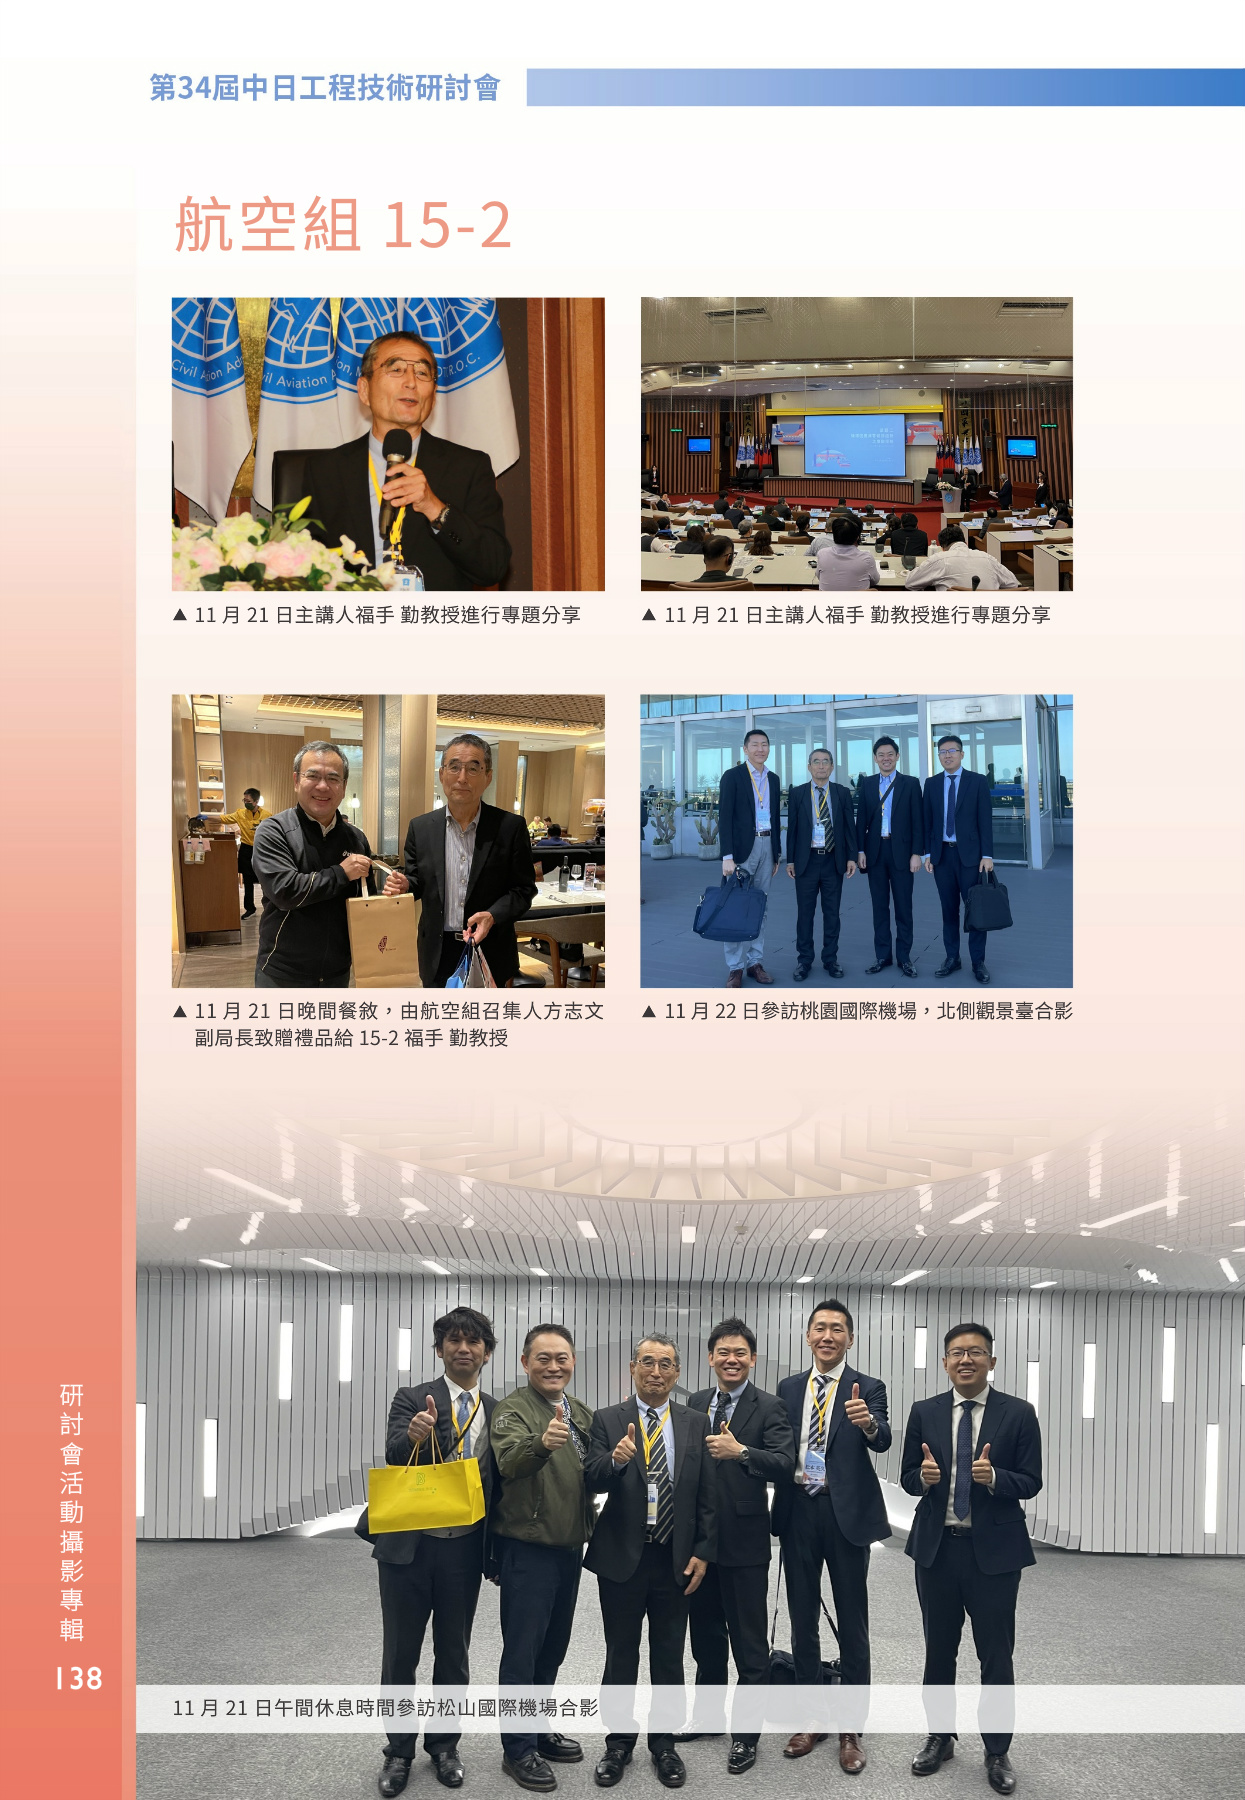 第34屆中日工程技術研討會
航空組 15-2
Civil Aviation Ad
il Aviation A
ion,
R.O.C.
▲ 11 月 21 日主講人福手 勤教授進行專題分享
▲ 11 月 21 日主講人福手 勤教授進行專題分享
▲ 11 月 21 日晚間餐敘，由航空組召集人方志文
副局長致贈禮品給 15-2 福手 勤教授
▲ 11 月 22 日參訪桃園國際機場，北側觀景臺合影
研討會活動攝影專輯
138
11 月 21 日午間休息時間參訪松山國際機場合影